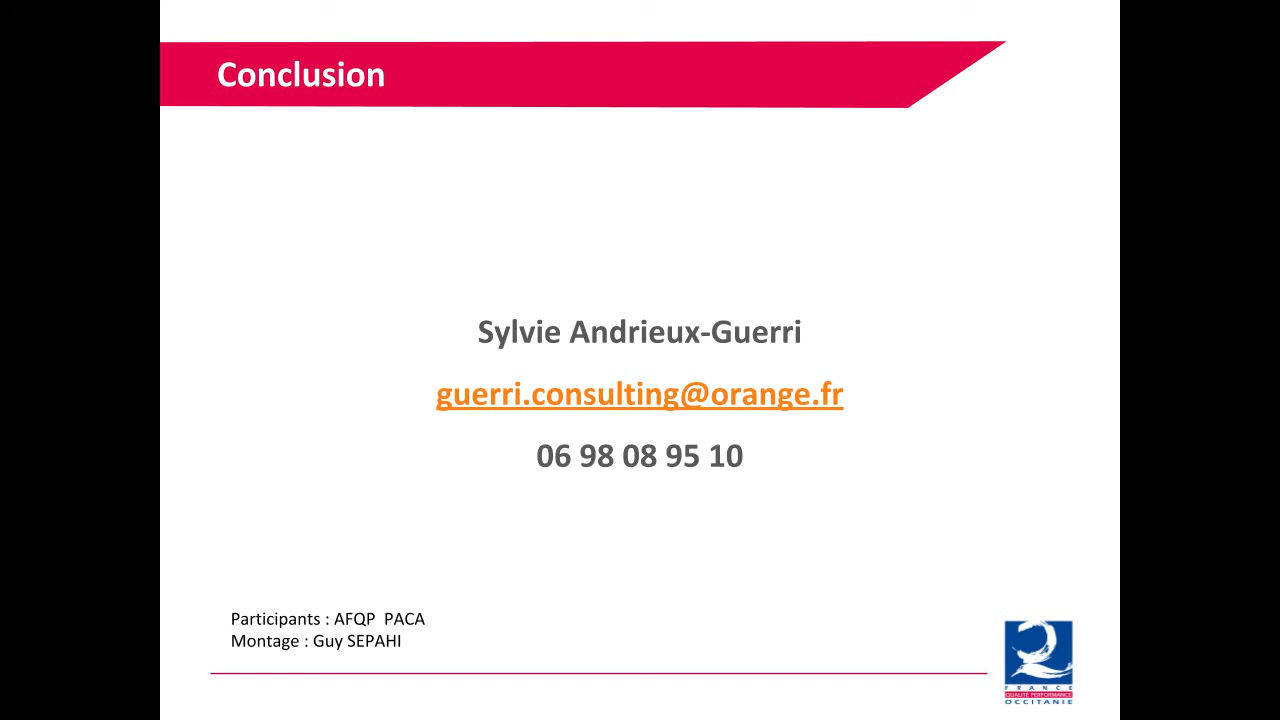 Conclusion
Sylvie Andrieux-Guerri
guerri.consulting@orange.fr
06 98 08 95 10
Participants : AFQP  PACA
Montage : Guy SEPAHI
FRANCE
QUALITÉ PERFORMANCE
OCCITANIE